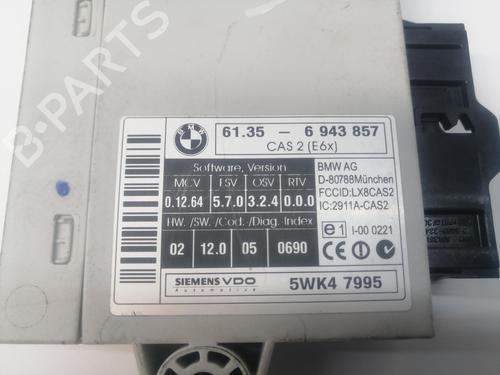 BMW
61.35 - 6 943 857
CAS 2 (E6x)
Software, Version
MCV FSV OSV RTV
0.12.64 5.7.0 3.2.4 0.0.0
HW. /SW. /Cod. /Diag. Index
02 12.0 05 0690
BMW AG
D-80788München
FCCID:LX8CAS2
IC:2911A-CAS2
e1 I-00 0221
SIEMENS VDO
Automotive
5WK4 7995
B-PARTS